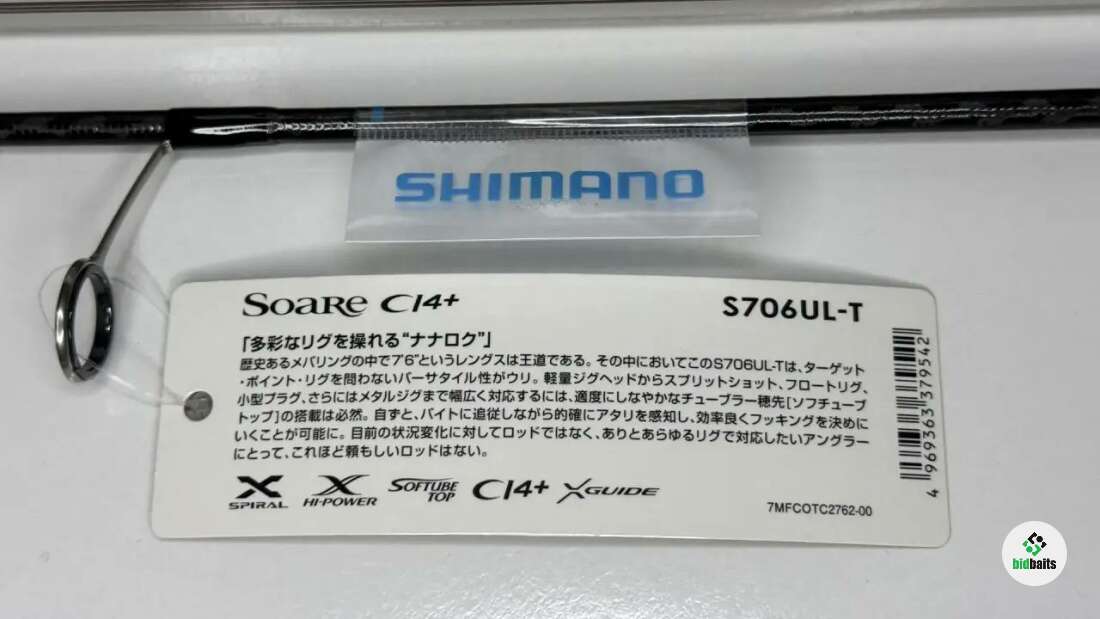 SHIMANO
SOARE CI4+
S706UL-T
「多彩なリグを操れる“ナナロク”」
歴史あるメバリングの中で7'6"というレングスは王道である。その中においてこのS706UL-Tは、ターゲット
・ポイント・リグを問わないバーサタイル性がウリ。軽量ジグヘッドからスプリットショット、フロートリグ、
小型プラグ、さらにはメタルジグまで幅広く対応するには、適度にしなやかなチューブラー穂先[ソフチューブ
トップ]の搭載は必然。自ずと、バイトに追従しながら的確にアタリを感知し、効率良くフッキングを決めに
いくことが可能に。目前の状況変化に対してロッドではなく、ありとあらゆるリグで対応したいアングラー
にとって、これほど頼もしいロッドはない。
X SPIRAL
X HI-POWER
SOFTUBE TOP
CI4+
X GUIDE
7MFCOTC2762-00
4 969363 379542
bidbaits